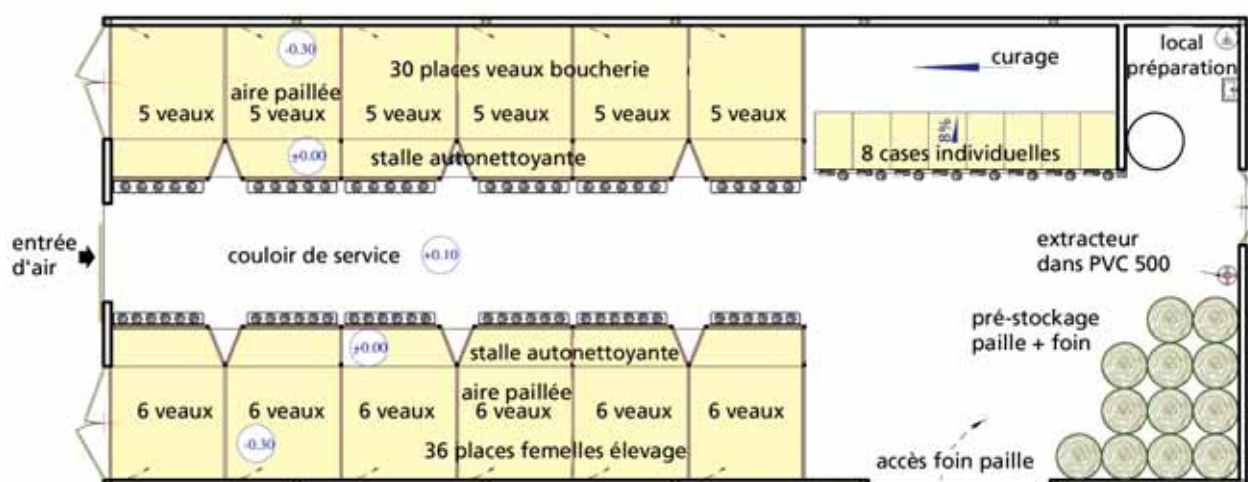 -0.30
30 places veaux boucherie
curage
local
préparation
aire paillée
5 veaux
5 veaux
5 veaux
5 veaux
5 veaux
5 veaux
8%
±0.00
stalle autonettoyante
8 cases individuelles
entrée
d'air
couloir de service
+0.10
extracteur
dans PVC 500
pré-stockage
paille + foin
±0.00
stalle autonettoyante
aire paillée
6 veaux
6 veaux
6 veaux
6 veaux
6 veaux
6 veaux
-0.30
36 places femelles élevage
accès foin paille